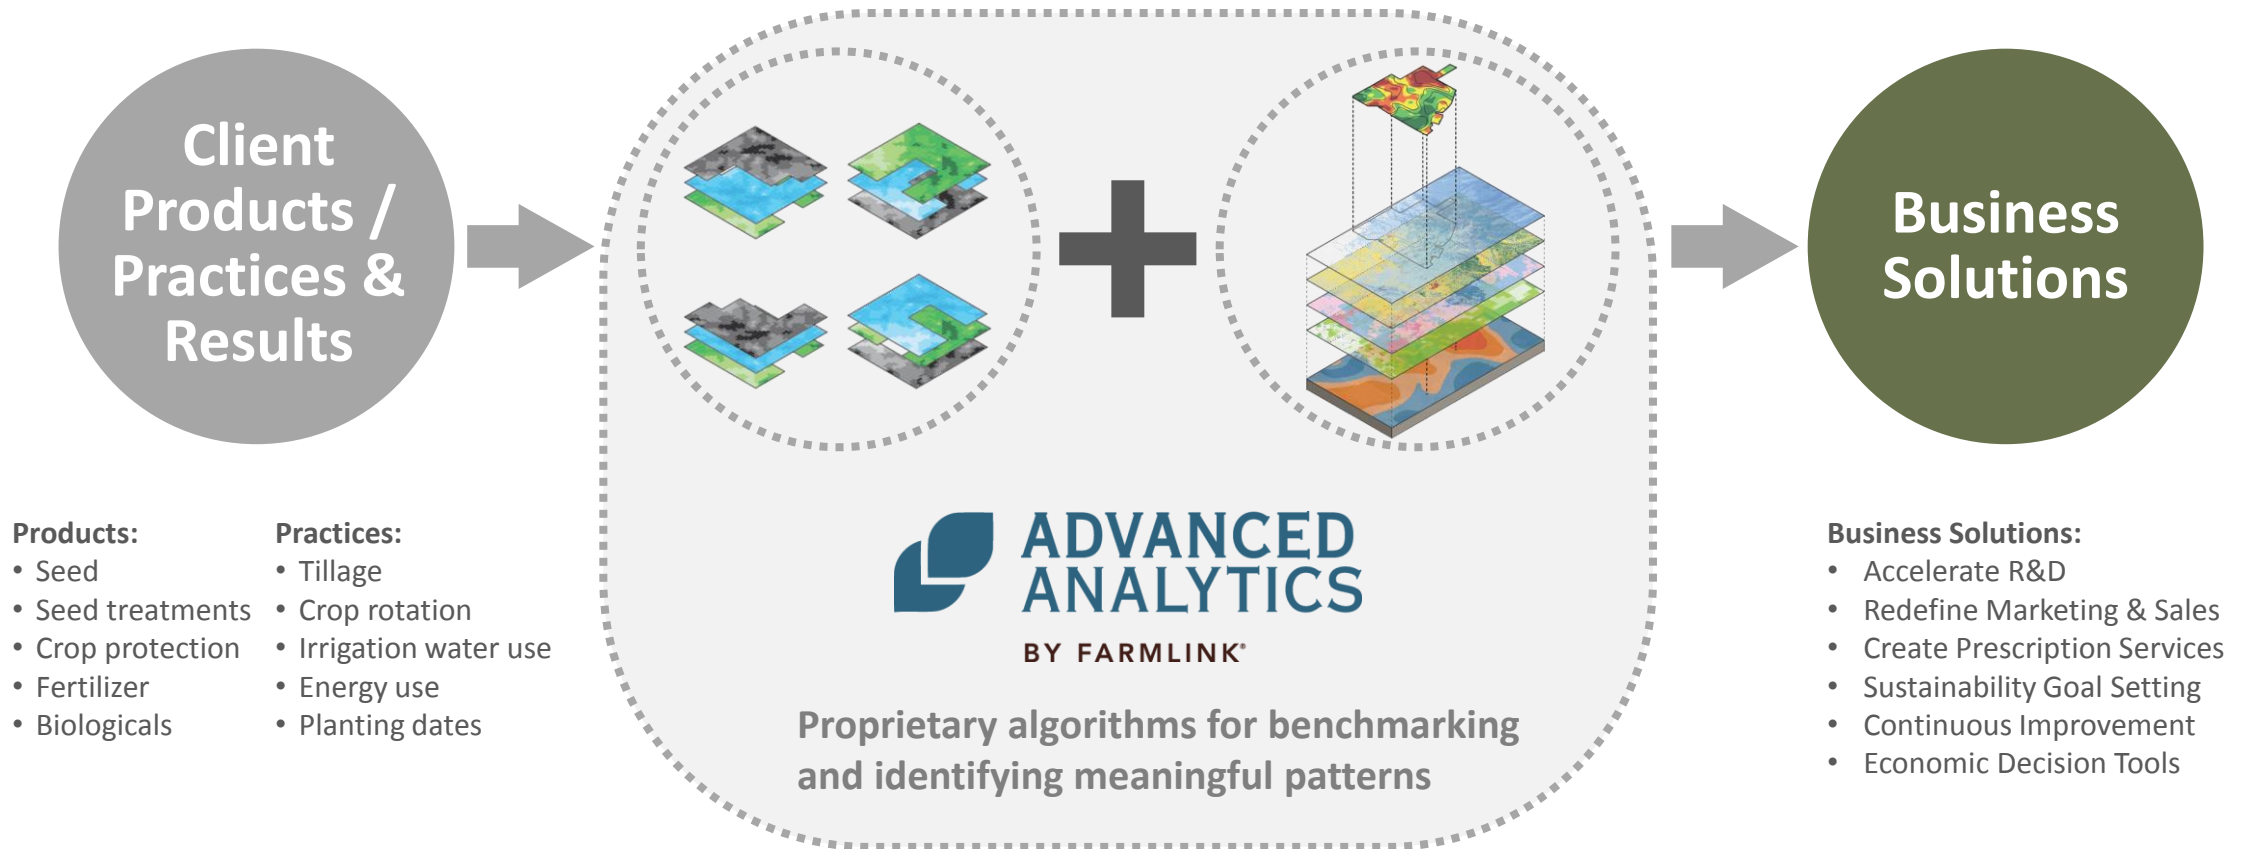 Client
Products /
Practices &
Results
Business
Solutions
Products:
• Seed
• Seed treatments
• Crop protection
• Fertilizer
• Biologicals
Practices:
• Tillage
• Crop rotation
• Irrigation water use
• Energy use
• Planting dates
ADVANCED
ANALYTICS
BY FARMLINK®
Proprietary algorithms for benchmarking
and identifying meaningful patterns
Business Solutions:
• Accelerate R&D
• Redefine Marketing & Sales
• Create Prescription Services
• Sustainability Goal Setting
• Continuous Improvement
• Economic Decision Tools